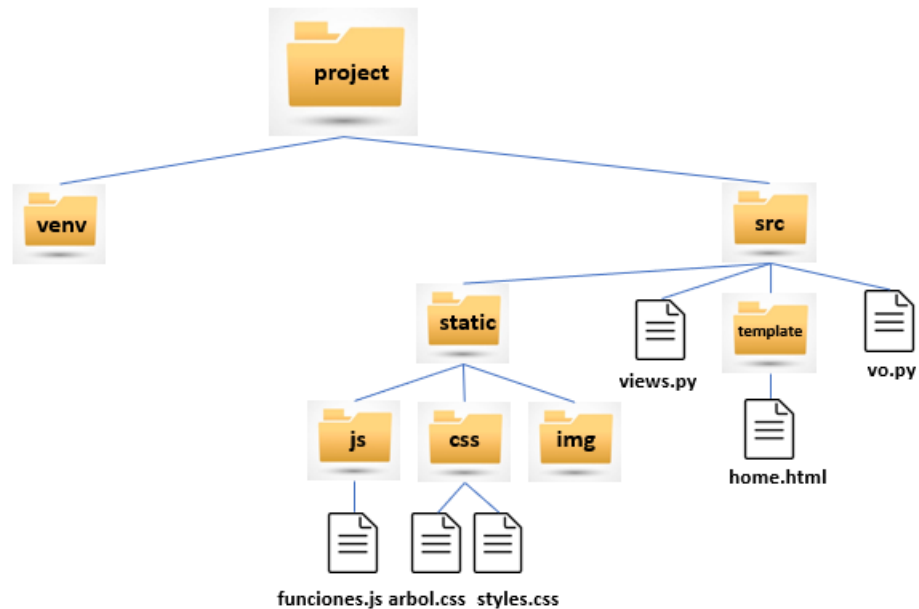 project
venv
src
static
views.py
template
vo.py
js
css
img
home.html
funciones.js arbol.css styles.css